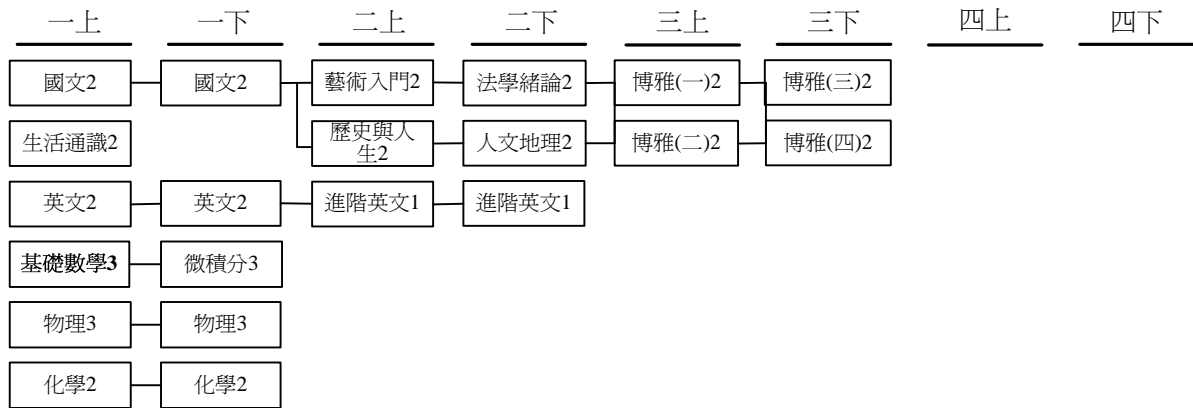 一上 一下 二上 二下 三上 三下 四上 四下
國文2 國文2 藝術入門2 法學緒論2 博雅(一)2 博雅(三)2
生活通識2 歷史與人生2 人文地理2 博雅(二)2 博雅(四)2
英文2 英文2 進階英文1 進階英文1
基礎數學3 微積分3
物理3 物理3
化學2 化學2